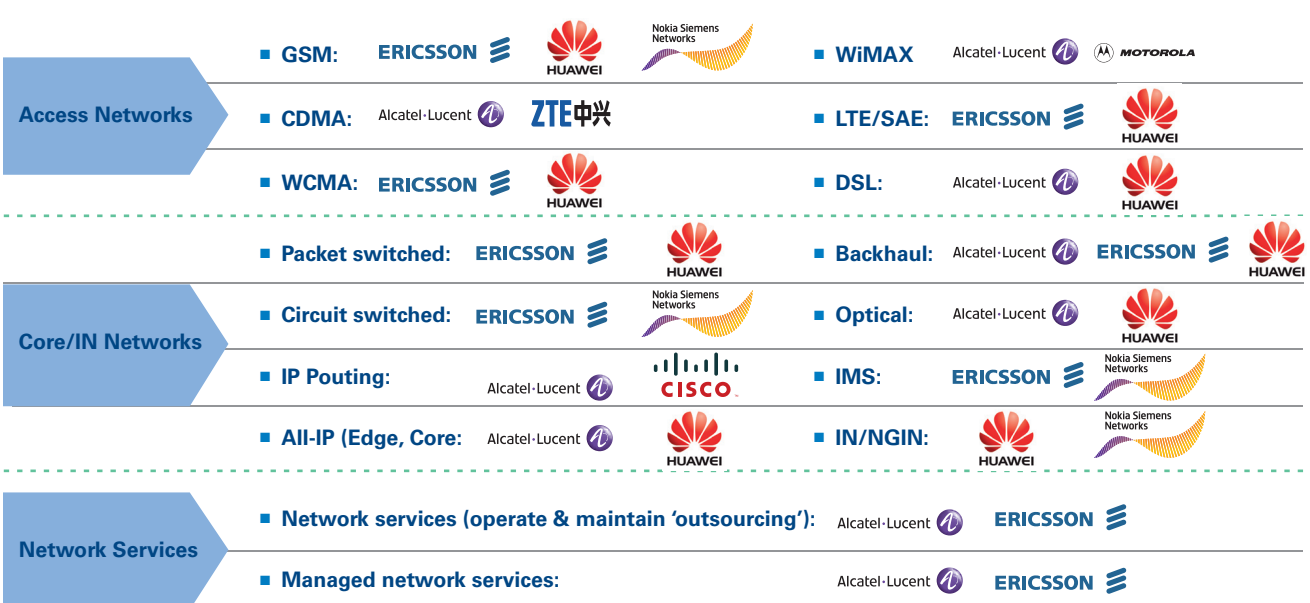 Access Networks
GSM: ERICSSON HUAWEI Nokia Siemens Networks
WiMAX Alcatel·Lucent MOTOROLA
CDMA: Alcatel·Lucent ZTE中兴
LTE/SAE: ERICSSON HUAWEI
WCMA: ERICSSON HUAWEI
DSL: Alcatel·Lucent HUAWEI
Core/IN Networks
Packet switched: ERICSSON HUAWEI
Backhaul: Alcatel·Lucent ERICSSON HUAWEI
Circuit switched: ERICSSON Nokia Siemens Networks
Optical: Alcatel·Lucent HUAWEI
IP Pouting: Alcatel·Lucent CISCO
IMS: ERICSSON Nokia Siemens Networks
All-IP (Edge, Core: Alcatel·Lucent HUAWEI
IN/NGIN: HUAWEI Nokia Siemens Networks
Network Services
Network services (operate & maintain ‘outsourcing’): Alcatel·Lucent ERICSSON
Managed network services: Alcatel·Lucent ERICSSON